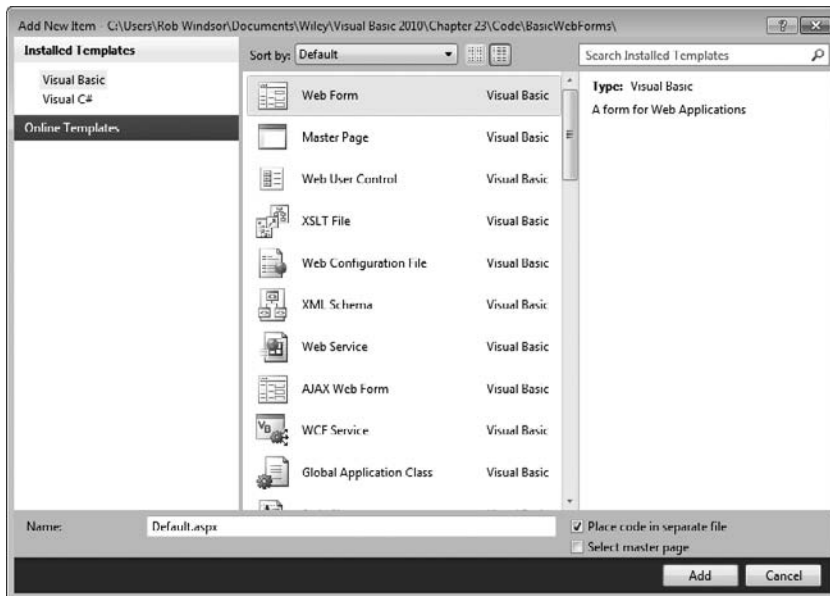 Add New Item - C:\Users\Rob Windsor\Documents\Wiley\Visual Basic 2010\Chapter 23\Code\BasicWebForms\
Installed Templates
Visual Basic
Visual C#
Online Templates
Sort by: Default
Search Installed Templates
Web Form Visual Basic
Master Page Visual Basic
Web User Control Visual Basic
XSLT File Visual Basic
Web Configuration File Visual Basic
XML Schema Visual Basic
Web Service Visual Basic
AJAX Web Form Visual Basic
WCF Service Visual Basic
Global Application Class Visual Basic
Type: Visual Basic
A form for Web Applications
Name: Default.aspx
Place code in separate file
Select master page
Add Cancel